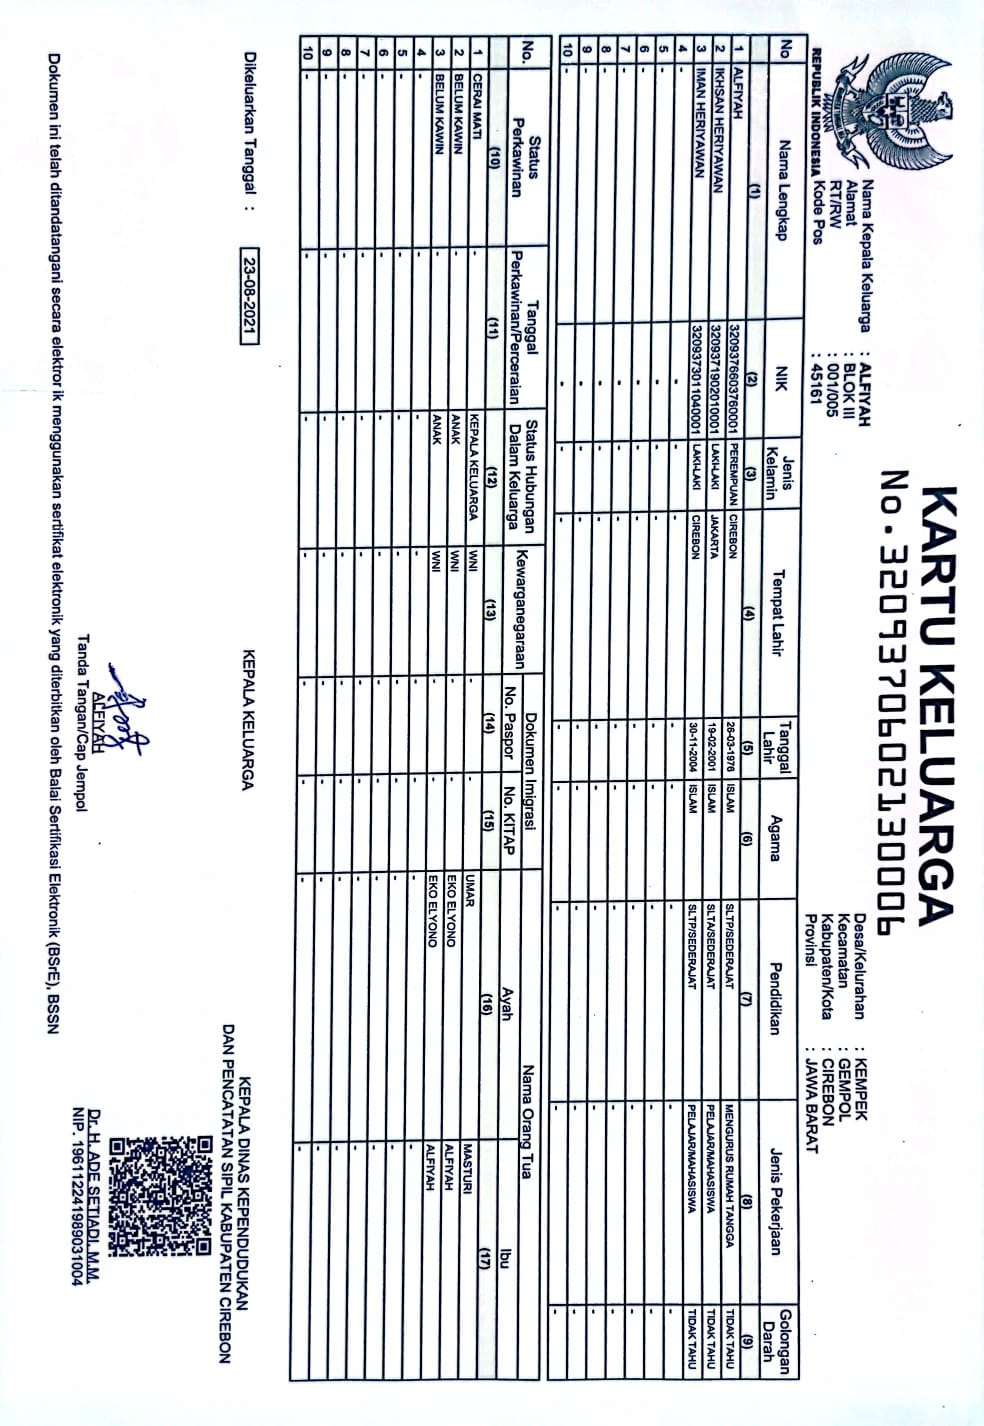 KARTU KELUARGA
No. 3209370602130006
REPUBLIK INDONESIA
Nama Kepala Keluarga : ALFIYAH
Alamat : BLOK III
RT/RW : 001/005
Kode Pos : 45161
Desa/Kelurahan : KEMPEK
Kecamatan : GEMPOL
Kabupaten/Kota : CIREBON
Provinsi : JAWA BARAT
No Nama Lengkap NIK Jenis Kelamin Tempat Lahir Tanggal Lahir Agama Pendidikan Jenis Pekerjaan Golongan Darah
(1) (2) (3) (4) (5) (6) (7) (8) (9)
1 ALFIYAH 3209376603760001 PEREMPUAN CIREBON 26-03-1976 ISLAM SLTP/SEDERAJAT MENGURUS RUMAH TANGGA TIDAK TAHU
2 IKHSAN HERIYAWAN 3209371902010001 LAKI-LAKI JAKARTA 19-02-2001 ISLAM SLTA/SEDERAJAT PELAJAR/MAHASISWA TIDAK TAHU
3 IMAN HERIYAWAN 3209373011040001 LAKI-LAKI CIREBON 30-11-2004 ISLAM SLTP/SEDERAJAT PELAJAR/MAHASISWA TIDAK TAHU
4 - - - - - - - - -
5 - - - - - - - - -
6 - - - - - - - - -
7 - - - - - - - - -
8 - - - - - - - - -
9 - - - - - - - - -
10 - - - - - - - - -
No. Status Perkawinan Tanggal Perkawinan/Perceraian Status Hubungan Dalam Keluarga Kewarganegaraan Dokumen Imigrasi Nama Orang Tua
No. Paspor No. KITAP Ayah Ibu
(10) (11) (12) (13) (14) (15) (16) (17)
1 CERAI MATI - KEPALA KELUARGA WNI - - UMAR MASTURI
2 BELUM KAWIN - ANAK WNI - - EKO ELYONO ALFIYAH
3 BELUM KAWIN - ANAK WNI - - EKO ELYONO ALFIYAH
4 - - - - - - - -
5 - - - - - - - -
6 - - - - - - - -
7 - - - - - - - -
8 - - - - - - - -
9 - - - - - - - -
10 - - - - - - - -
Dikeluarkan Tanggal : 23-08-2021
KEPALA KELUARGA
ALFIYAH
Tanda Tangan/Cap Jempol
KEPALA DINAS KEPENDUDUKAN
DAN PENCATATAN SIPIL KABUPATEN CIREBON
Dr. H. ADE SETIADI. M.M.
NIP. 196112241989031004
Dokumen ini telah ditandatangani secara elektror ik menggunakan sertifikat elektronik yang diterbitkan oleh Balai Sertifikasi Elektronik (BSrE), BSSN